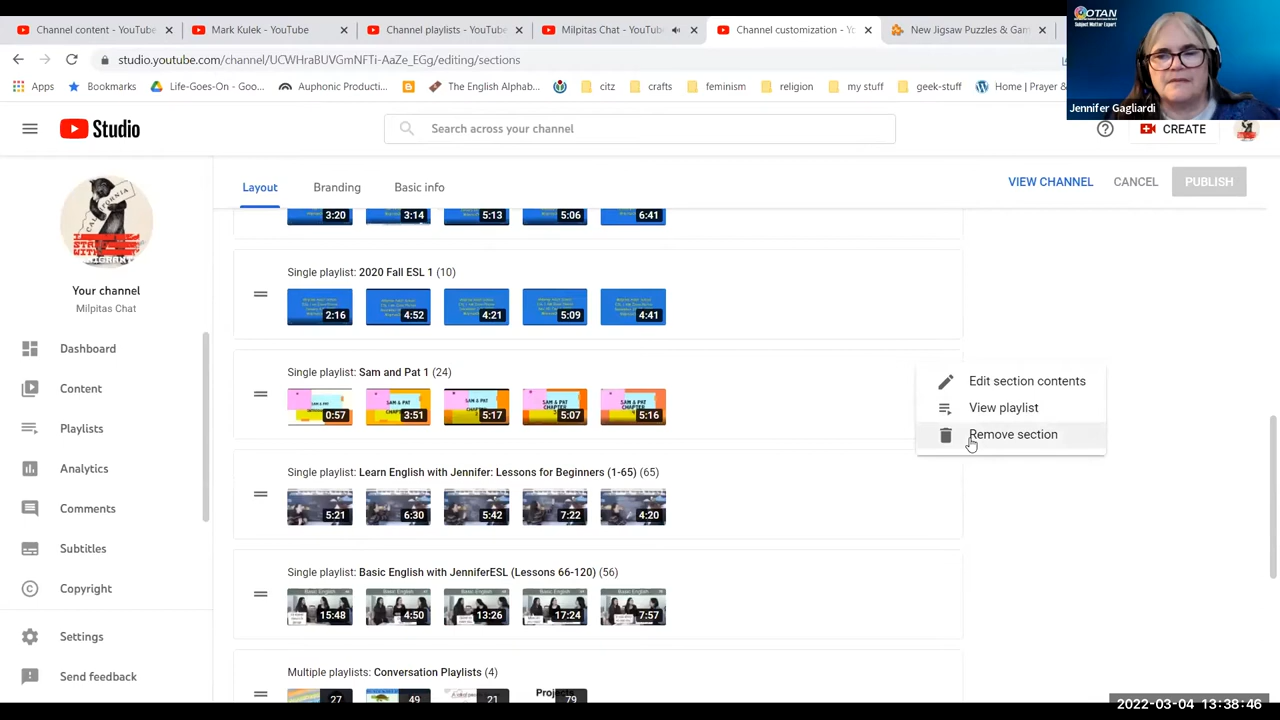 Channel content - YouTube
Mark Kulek - YouTube
Channel playlists - YouTube
Milpitas Chat - YouTube
Channel customization - Yo
New Jigsaw Puzzles & Gam
OTAN
Subject Matter Expert
studio.youtube.com/channel/UCWHraBUVGmNFTi-AaZe_EGg/editing/sections
Apps
Bookmarks
Life-Goes-On - Goo...
Auphonic Producti...
The English Alphab...
citz
crafts
feminism
religion
my stuff
geek-stuff
Home | Prayer &
Jennifer Gagliardi
Studio
Search across your channel
CREATE
CALIFORNIA
Your channel
Milpitas Chat
Dashboard
Content
Playlists
Analytics
Comments
Subtitles
Copyright
Settings
Send feedback
Layout
Branding
Basic info
VIEW CHANNEL
CANCEL
PUBLISH
3:20
3:14
5:13
5:06
6:41
Single playlist: 2020 Fall ESL 1 (10)
2:16
4:52
4:21
5:09
4:41
Single playlist: Sam and Pat 1 (24)
0:57
3:51
5:17
5:07
5:16
Edit section contents
View playlist
Remove section
Single playlist: Learn English with Jennifer: Lessons for Beginners (1-65) (65)
5:21
6:30
5:42
7:22
4:20
Single playlist: Basic English with JenniferESL (Lessons 66-120) (56)
15:48
4:50
13:26
17:24
7:57
Multiple playlists: Conversation Playlists (4)
27
49
21
Projects
79
2022-03-04 13:38:46